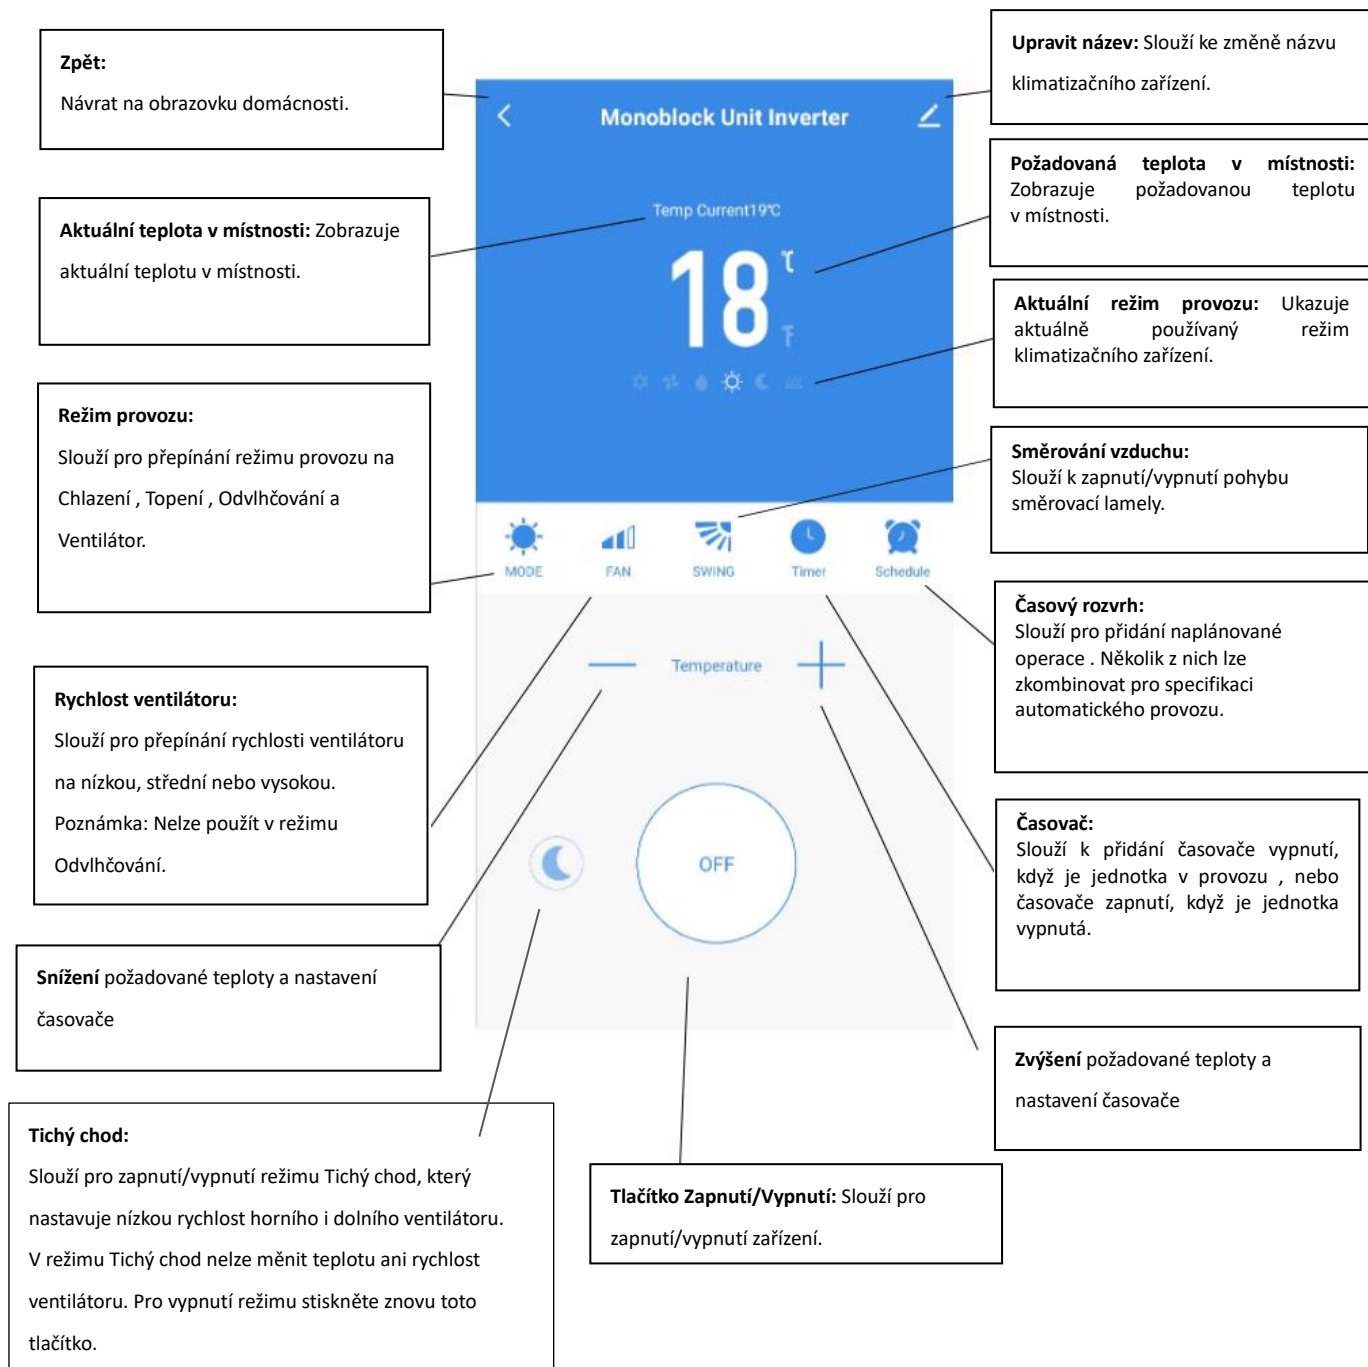 Zpět:
Návrat na obrazovku domácnosti.
Aktuální teplota v místnosti: Zobrazuje
aktuální teplotu v místnosti.
Režim provozu:
Slouží pro přepínání režimu provozu na
Chlazení , Topení , Odvlhčování a
Ventilátor.
Rychlost ventilátoru:
Slouží pro přepínání rychlosti ventilátoru
na nízkou, střední nebo vysokou.
Poznámka: Nelze použít v režimu
Odvlhčování.
Snížení požadované teploty a nastavení
časovače
Tichý chod:
Slouží pro zapnutí/vypnutí režimu Tichý chod, který
nastavuje nízkou rychlost horního i dolního ventilátoru.
V režimu Tichý chod nelze měnit teplotu ani rychlost
ventilátoru. Pro vypnutí režimu stiskněte znovu toto
tlačítko.
Monoblock Unit Inverter
Temp Current19℃
18 ℃
℉
MODE FAN SWING Timer Schedule
Temperature
OFF
Tlačítko Zapnutí/Vypnutí: Slouží pro
zapnutí/vypnutí zařízení.
Upravit název: Slouží ke změně názvu
klimatizačního zařízení.
Požadovaná teplota v místnosti:
Zobrazuje požadovanou teplotu
v místnosti.
Aktuální režim provozu: Ukazuje
aktuálně používaný režim
klimatizačního zařízení.
Směrování vzduchu:
Slouží k zapnutí/vypnutí pohybu
směrovací lamely.
Časový rozvrh:
Slouží pro přidání naplánované
operace . Několik z nich lze
zkombinovat pro specifikaci
automatického provozu.
Časovač:
Slouží k přidání časovače vypnutí,
když je jednotka v provozu , nebo
časovače zapnutí, když je jednotka
vypnutá.
Zvýšení požadované teploty a
nastavení časovače